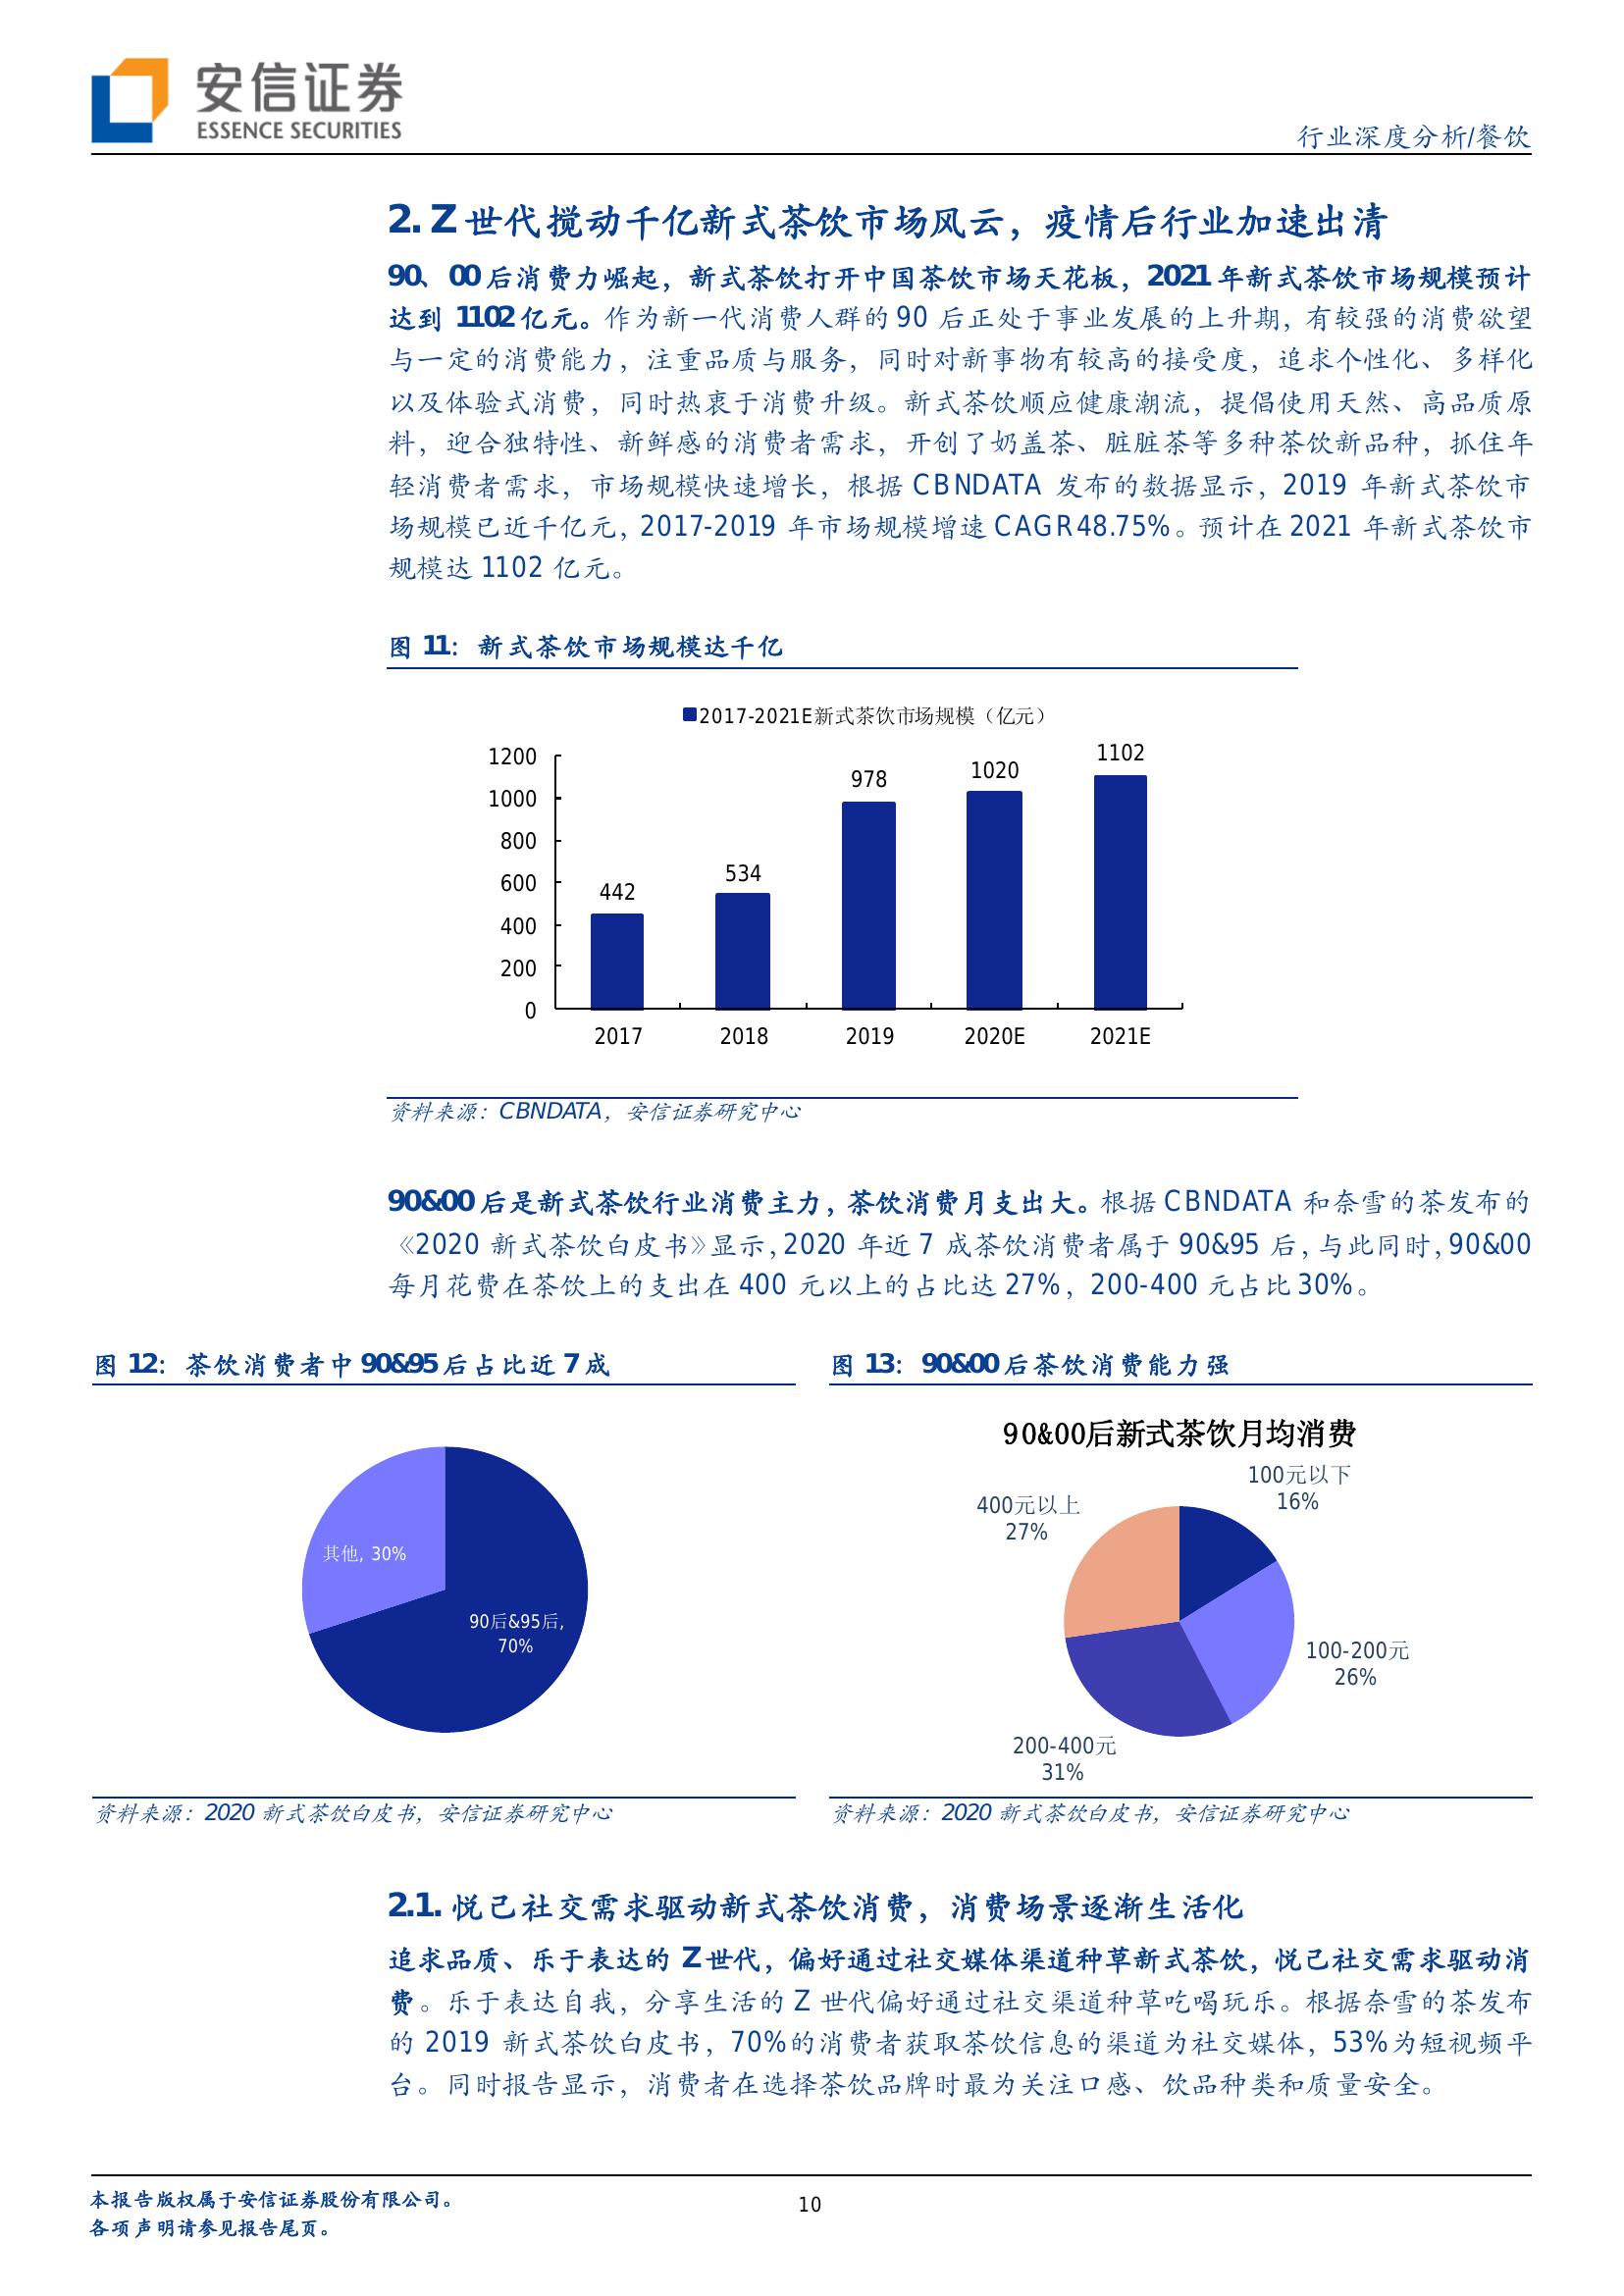 安信证券
ESSENCE SECURITIES
行业深度分析/餐饮
2. Z 世代搅动千亿新式茶饮市场风云，疫情后行业加速出清
90、00 后消费力崛起，新式茶饮打开中国茶饮市场天花板，2021 年新式茶饮市场规模预计
达到 1102 亿元。作为新一代消费人群的 90 后正处于事业发展的上升期，有较强的消费欲望
与一定的消费能力，注重品质与服务，同时对新事物有较高的接受度，追求个性化、多样化
以及体验式消费，同时热衷于消费升级。新式茶饮顺应健康潮流，提倡使用天然、高品质原
料，迎合独特性、新鲜感的消费者需求，开创了奶盖茶、脏脏茶等多种茶饮新品种，抓住年
轻消费者需求，市场规模快速增长，根据 CBNDATA 发布的数据显示，2019 年新式茶饮市
场规模已近千亿元，2017-2019 年市场规模增速 CAGR48.75%。预计在 2021 年新式茶饮市
规模达 1102 亿元。
图 11：新式茶饮市场规模达千亿
2017-2021E新式茶饮市场规模（亿元）
1200
1000
800
600
400
200
0
442
534
978
1020
1102
2017
2018
2019
2020E
2021E
资料来源：CBNDATA，安信证券研究中心
90&00 后是新式茶饮行业消费主力，茶饮消费月支出大。根据 CBNDATA 和奈雪的茶发布的
《2020 新式茶饮白皮书》显示，2020 年近 7 成茶饮消费者属于 90&95 后，与此同时，90&00
每月花费在茶饮上的支出在 400 元以上的占比达 27%，200-400 元占比 30%。
图 12：茶饮消费者中 90&95 后占比近 7 成
其他, 30%
90后&95后,
70%
资料来源：2020 新式茶饮白皮书，安信证券研究中心
图 13：90&00 后茶饮消费能力强
90&00后新式茶饮月均消费
100元以下
16%
400元以上
27%
100-200元
26%
200-400元
31%
资料来源：2020 新式茶饮白皮书，安信证券研究中心
2.1. 悦己社交需求驱动新式茶饮消费，消费场景逐渐生活化
追求品质、乐于表达的 Z 世代，偏好通过社交媒体渠道种草新式茶饮，悦己社交需求驱动消
费。乐于表达自我，分享生活的 Z 世代偏好通过社交渠道种草吃喝玩乐。根据奈雪的茶发布
的 2019 新式茶饮白皮书，70%的消费者获取茶饮信息的渠道为社交媒体，53%为短视频平
台。同时报告显示，消费者在选择茶饮品牌时最为关注口感、饮品种类和质量安全。
本报告版权属于安信证券股份有限公司。
各项声明请参见报告尾页。
10